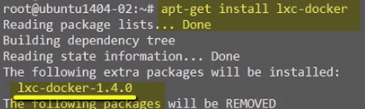 root@ubuntu1404-02:~# apt-get install lxc-docker
Reading package lists... Done
Building dependency tree
Reading state information... Done
The following extra packages will be installed:
lxc-docker-1.4.0
The following packages will be REMOVED